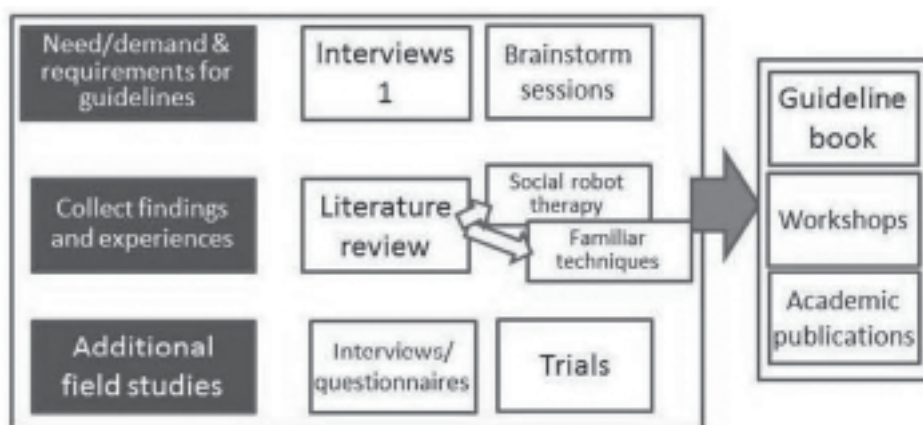 Need/demand &
requirements for
guidelines
Interviews
1
Brainstorm
sessions
Collect findings
and experiences
Literature
review
Social robot
therapy
Familiar
techniques
Additional
field studies
Interviews/
questionnaires
Trials
Guideline
book
Workshops
Academic
publications